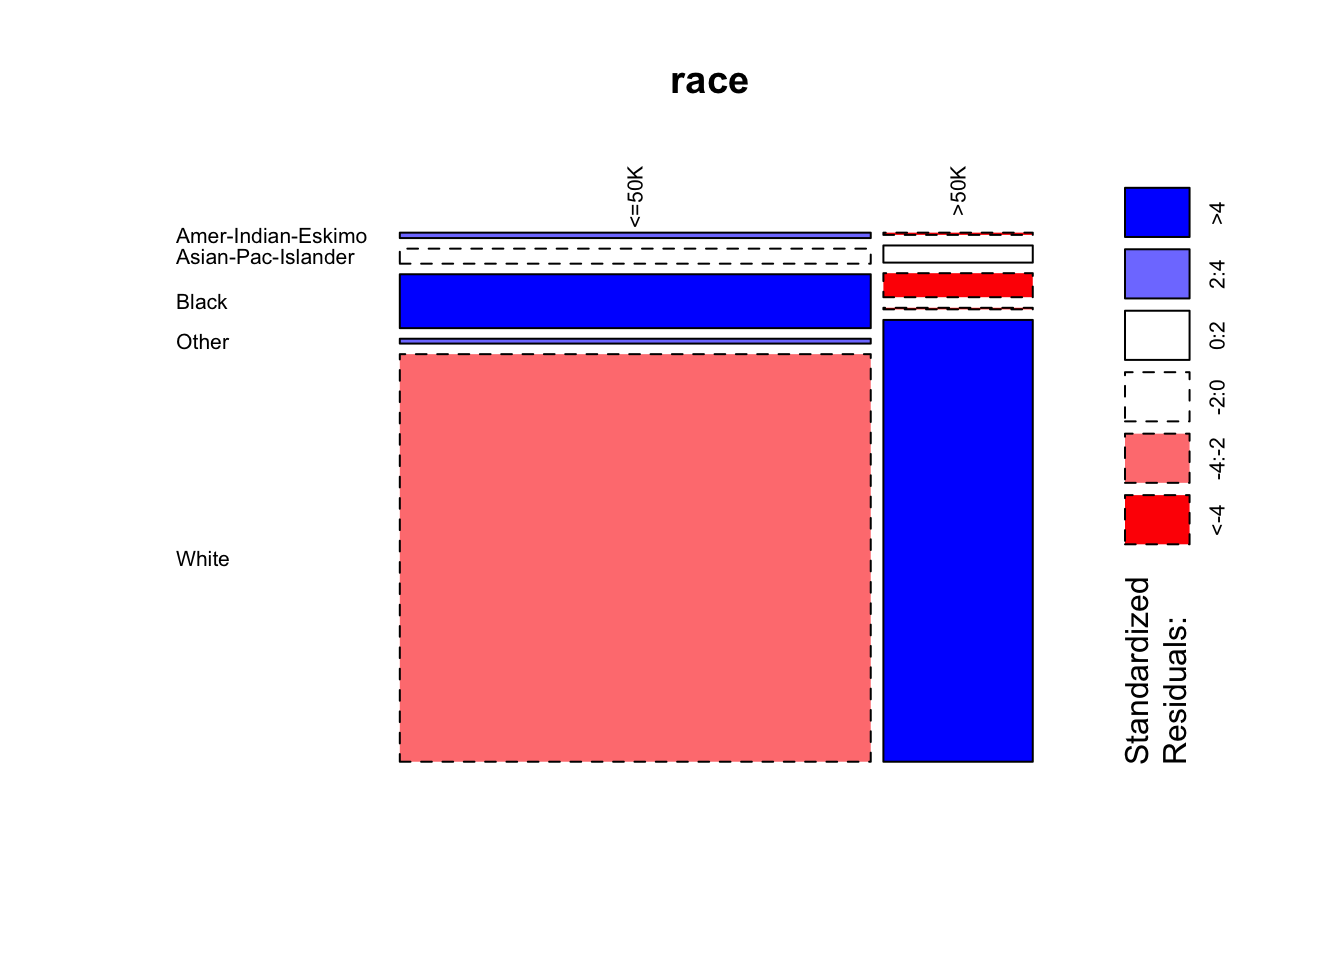 race
<=50K
>50K
Amer-Indian-Eskimo
Asian-Pac-Islander
Black
Other
White
>4
2:4
0:2
-2:0
-4:-2
<-4
Standardized
Residuals: